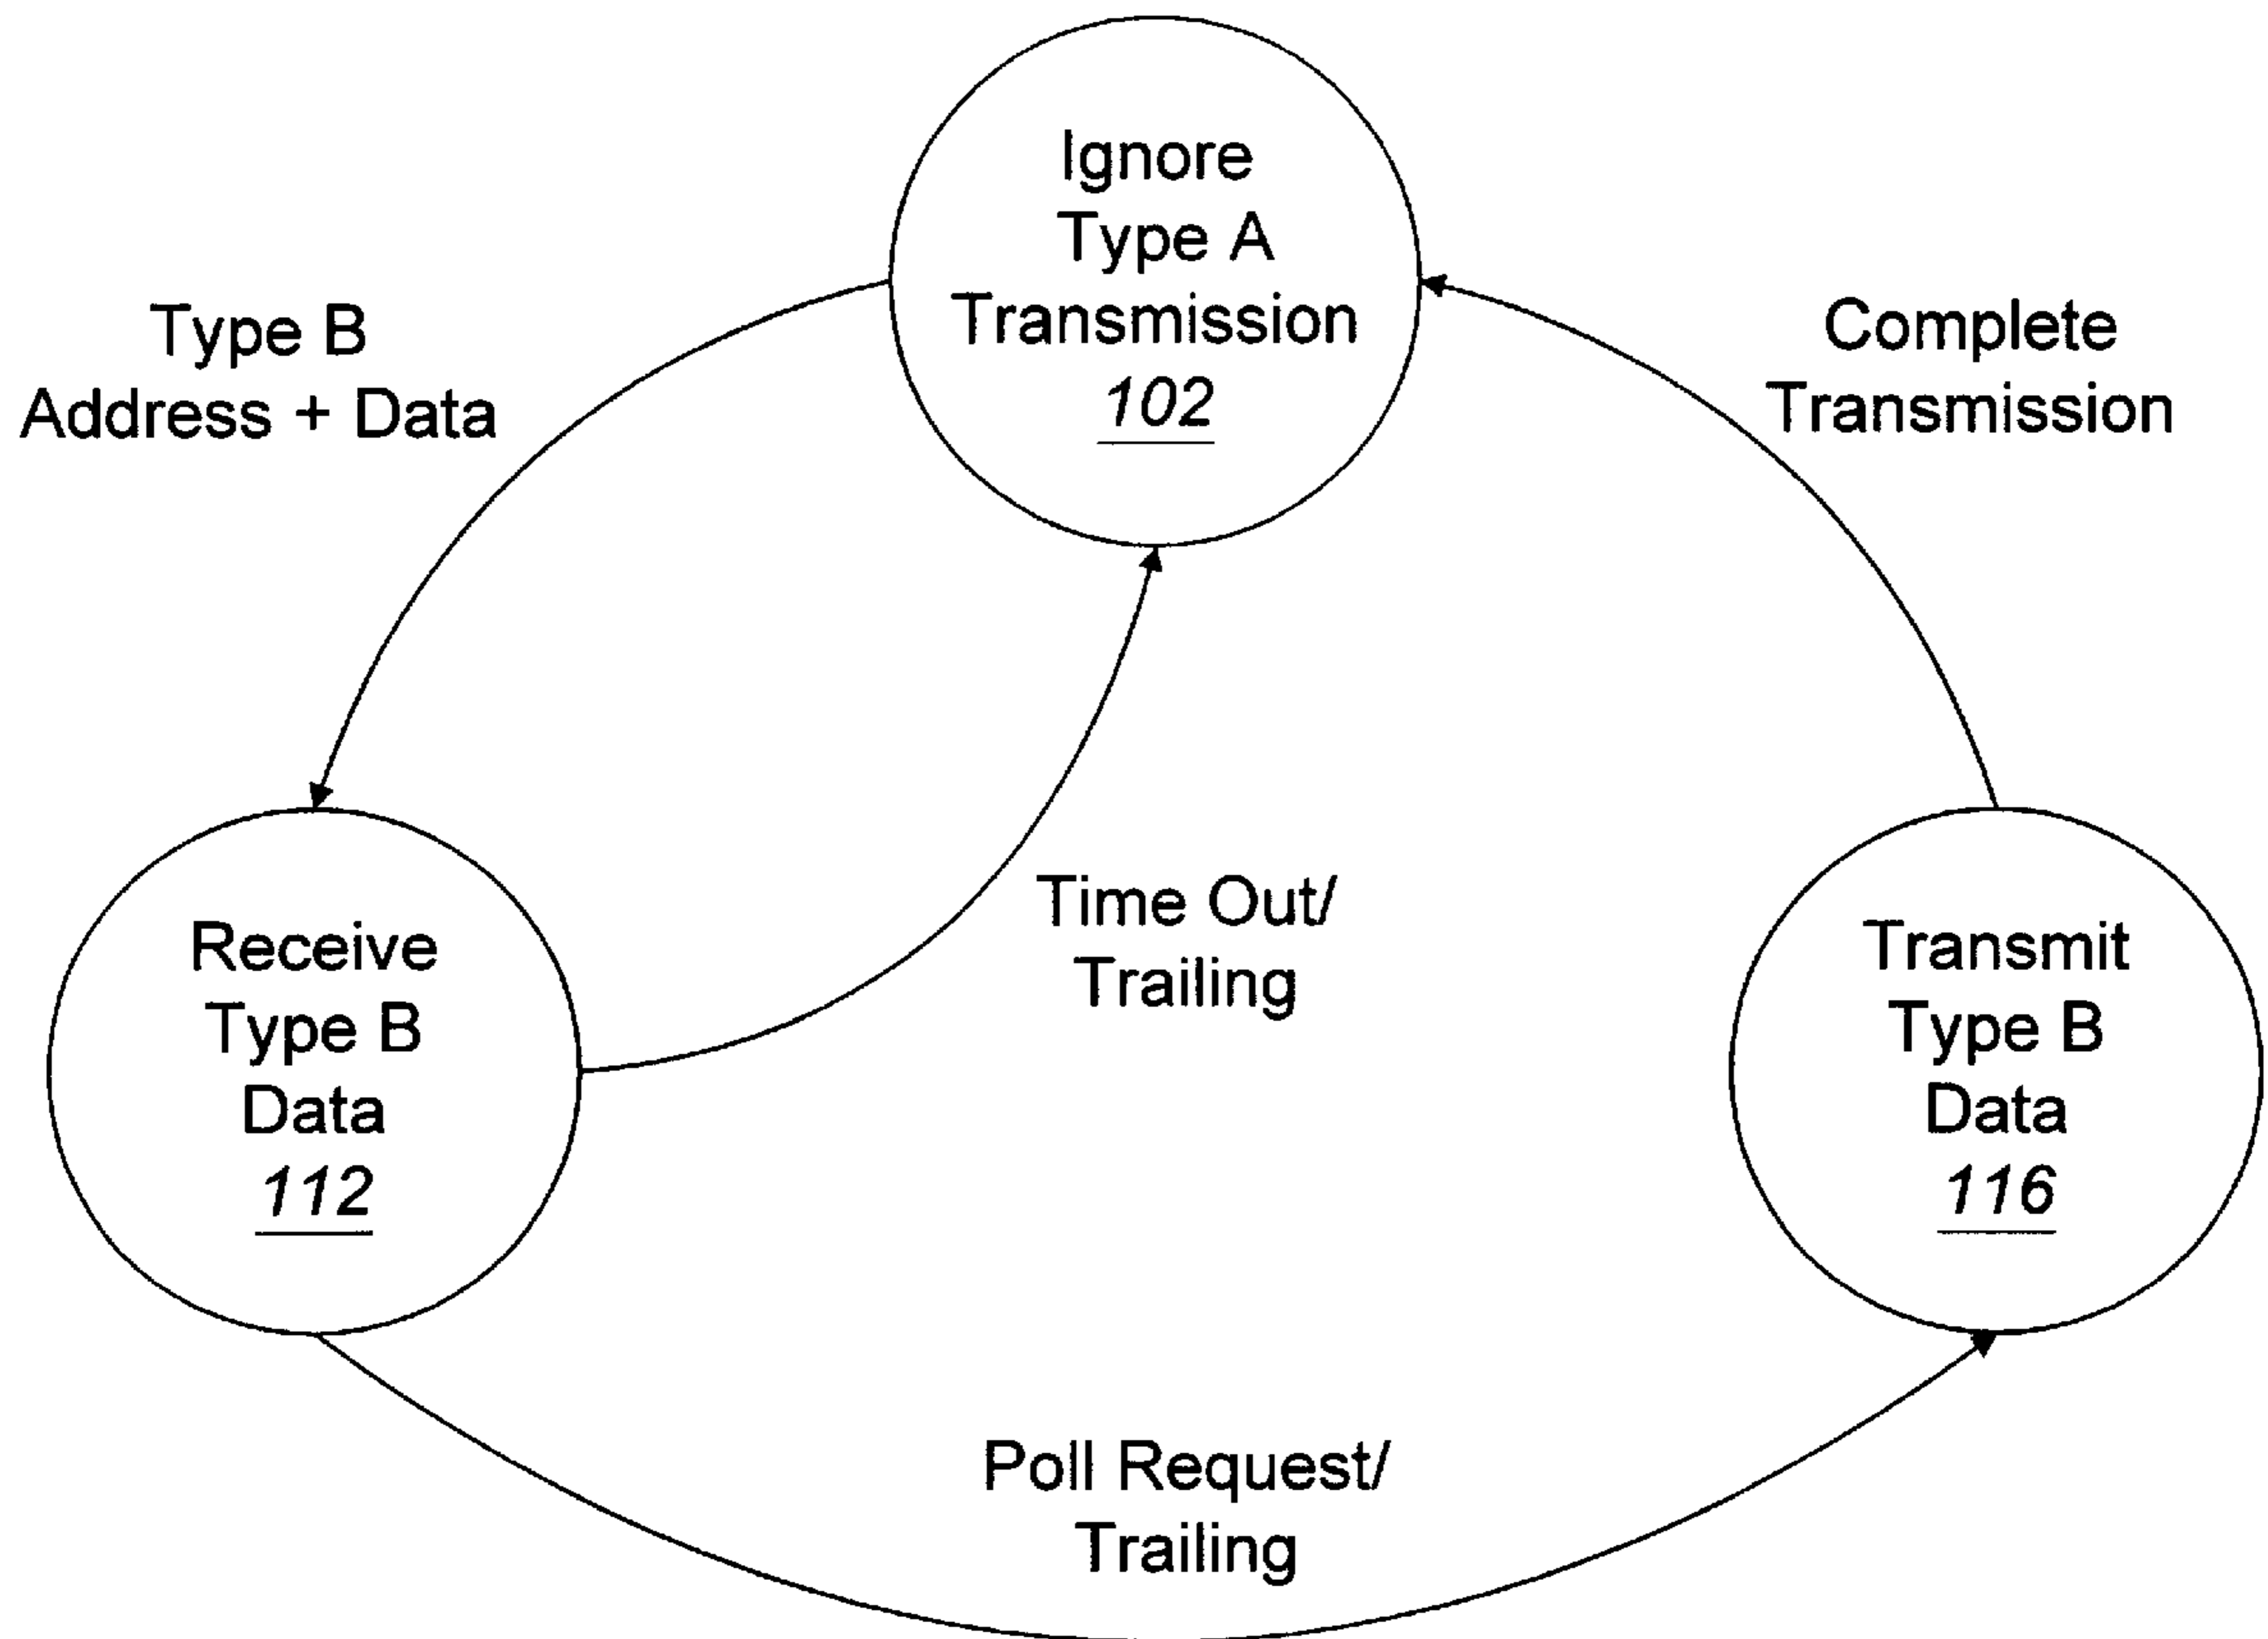 Ignore
Type A
Transmission
102
Type B
Address + Data
Complete
Transmission
Time Out/
Trailing
Receive
Type B
Data
112
Transmit
Type B
Data
116
Poll Request/
Trailing